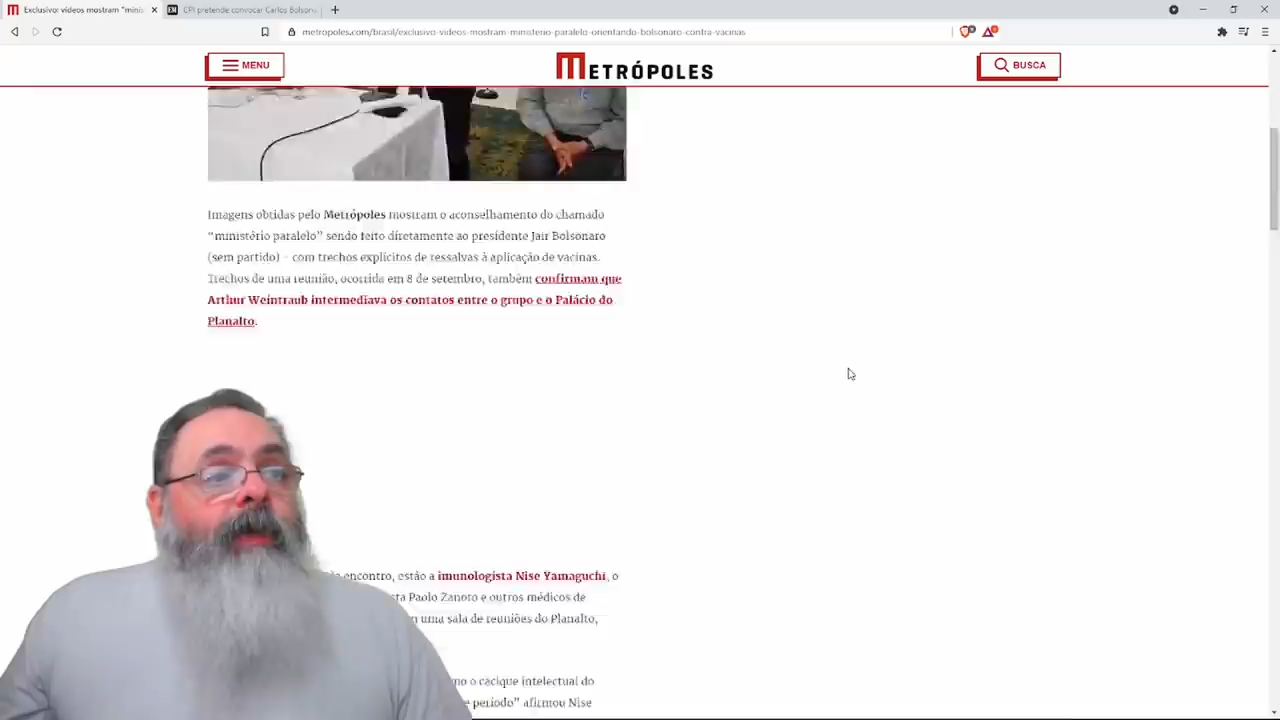 Exclusivo: vídeos mostram "minis
CPI pretende convocar Carlos Bolsona
metropoles.com/brasil/exclusivo-videos-mostram-ministerio-paralelo-orientando-bolsonaro-contra-vacinas
MENU
METRÓPOLES
BUSCA
Imagens obtidas pelo Metrópoles mostram o aconselhamento do chamado
“ministério paralelo” sendo feito diretamente ao presidente Jair Bolsonaro
(sem partido) – com trechos explícitos de ressalvas à aplicação de vacinas.
Trechos de uma reunião, ocorrida em 8 de setembro, também confirmam que
Arthur Weintraub intermediava os contatos entre o grupo e o Palácio do
Planalto.
encontro, estão a imunologista Nise Yamaguchi, o
Paolo Zanoto e outros médicos de
uma sala de reuniões do Planalto,
o cacique intelectual do
período” afirmou Nise